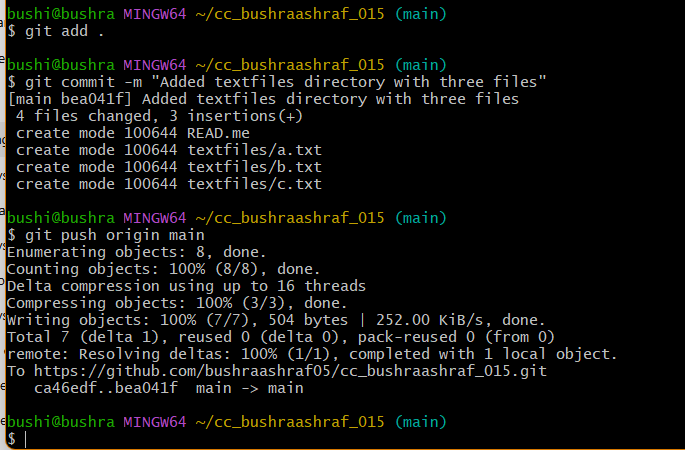 bushi@bushra MINGW64 ~/cc_bushraashraf_015 (main)
$ git add .
bushi@bushra MINGW64 ~/cc_bushraashraf_015 (main)
$ git commit -m "Added textfiles directory with three files"
[main bea041f] Added textfiles directory with three files
 4 files changed, 3 insertions(+)
 create mode 100644 READ.me
 create mode 100644 textfiles/a.txt
 create mode 100644 textfiles/b.txt
 create mode 100644 textfiles/c.txt
bushi@bushra MINGW64 ~/cc_bushraashraf_015 (main)
$ git push origin main
Enumerating objects: 8, done.
Counting objects: 100% (8/8), done.
Delta compression using up to 16 threads
Compressing objects: 100% (3/3), done.
Writing objects: 100% (7/7), 504 bytes | 252.00 KiB/s, done.
Total 7 (delta 1), reused 0 (delta 0), pack-reused 0 (from 0)
remote: Resolving deltas: 100% (1/1), completed with 1 local object.
To https://github.com/bushraashraf05/cc_bushraashraf_015.git
   ca46edf..bea041f  main -> main
bushi@bushra MINGW64 ~/cc_bushraashraf_015 (main)
$